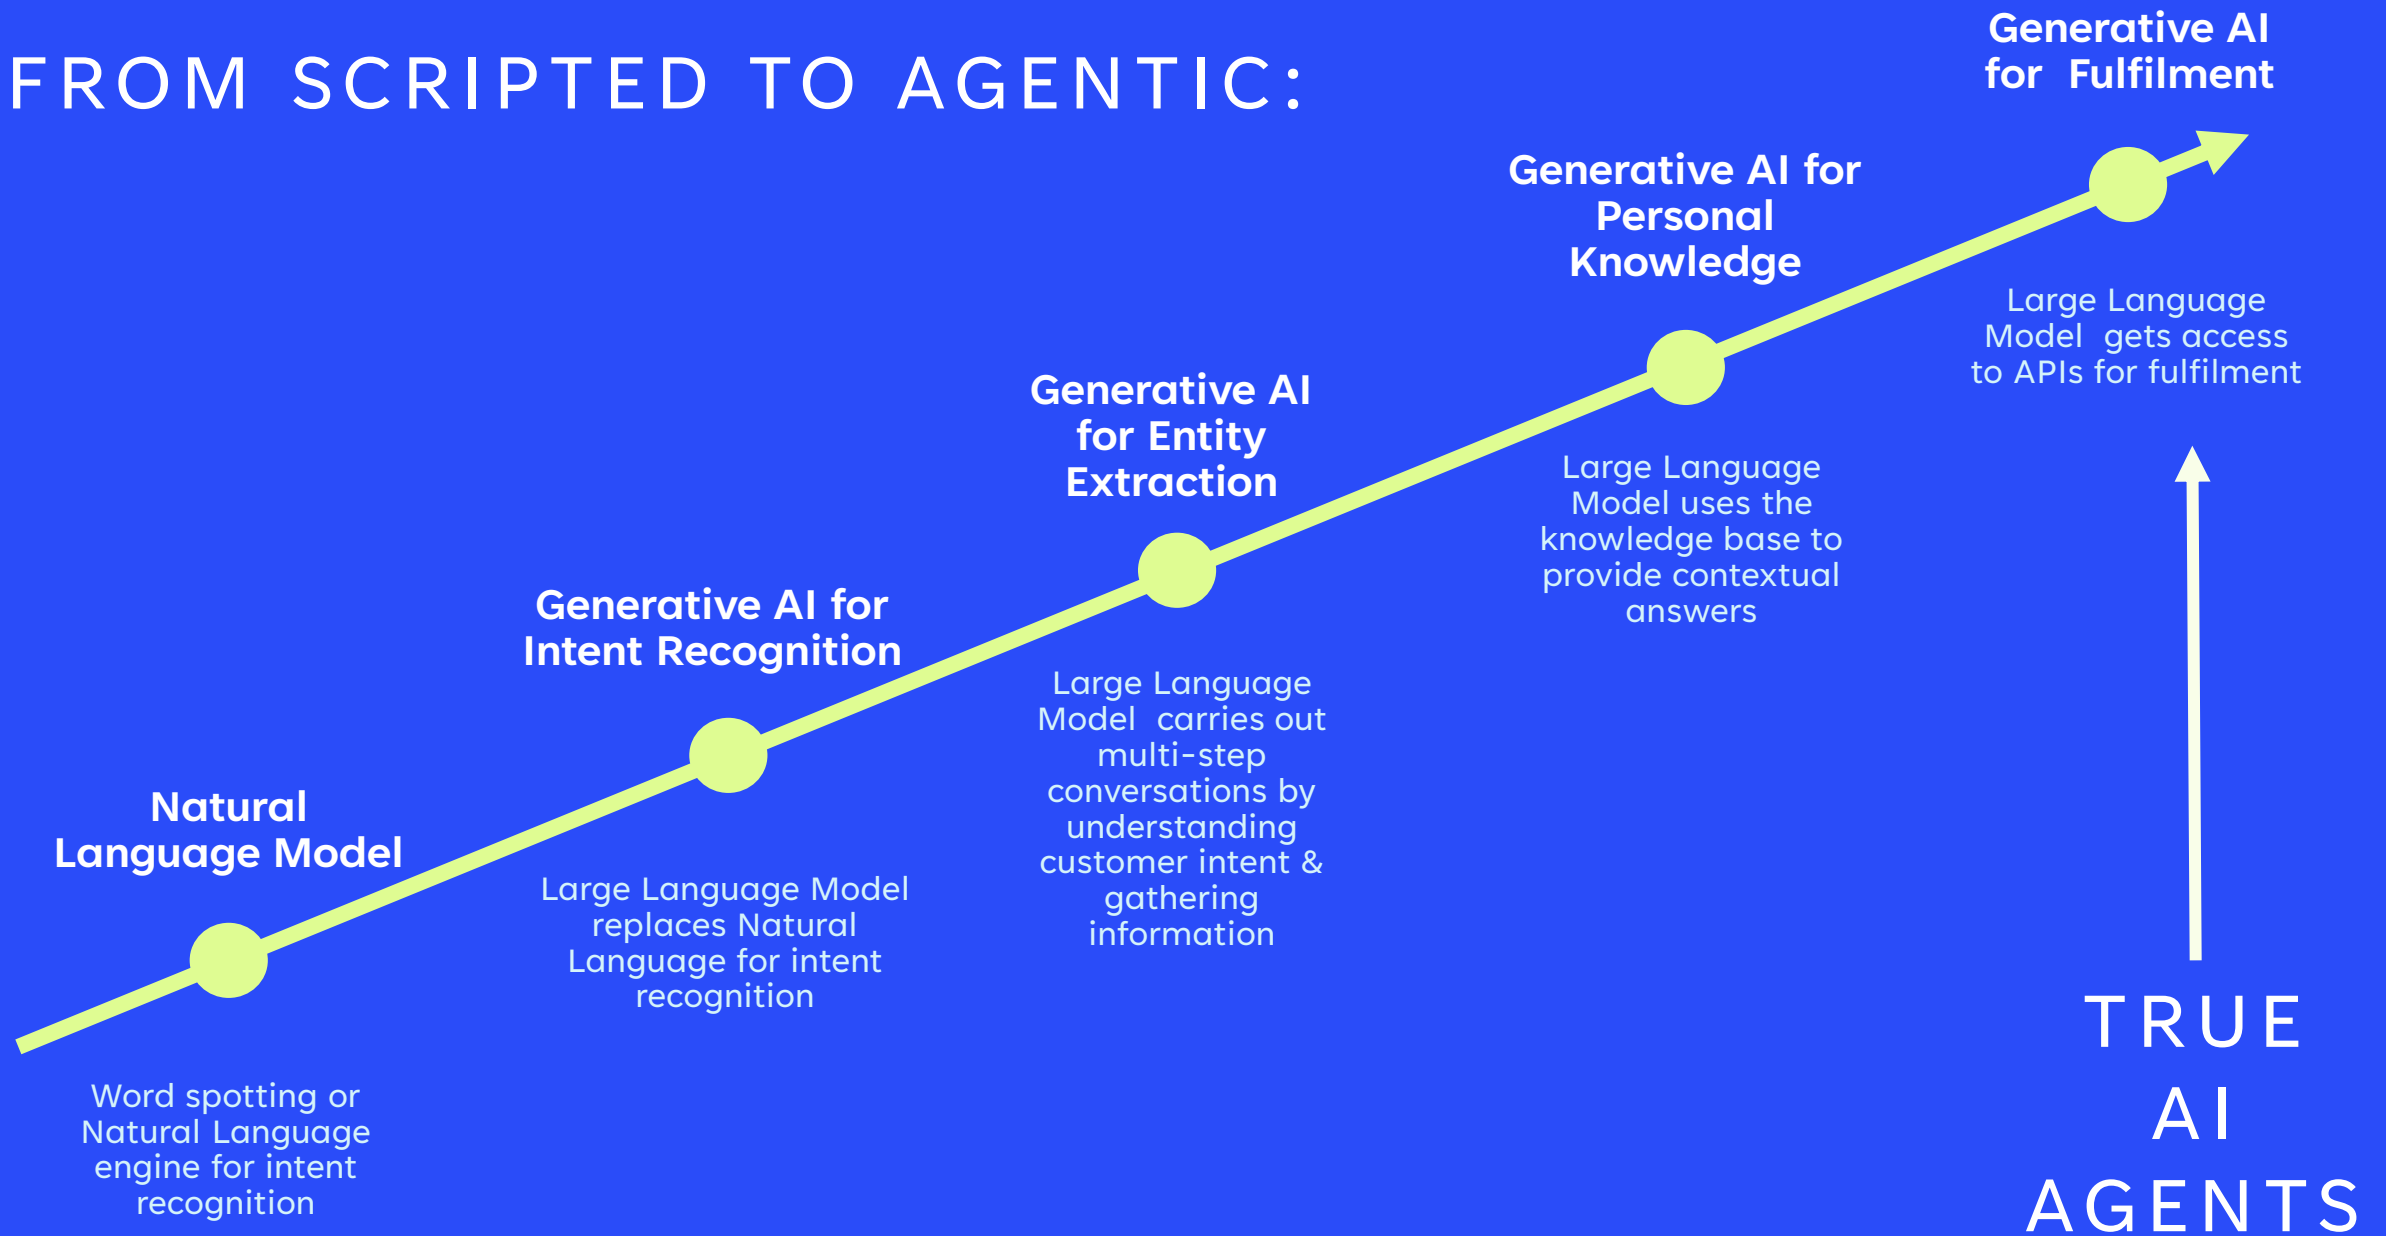 FROM SCRIPTED TO AGENTIC:
Natural
Language Model
Word spotting or
Natural Language
engine for intent
recognition
Generative AI for
Intent Recognition
Large Language Model
replaces Natural
Language for intent
recognition
Generative AI
for Entity
Extraction
Large Language
Model carries out
multi-step
conversations by
understanding
customer intent &
gathering
information
Generative AI for
Personal
Knowledge
Large Language
Model uses the
knowledge base to
provide contextual
answers
Generative AI
for Fulfilment
Large Language
Model gets access
to APIs for fulfilment
TRUE
AI
AGENTS